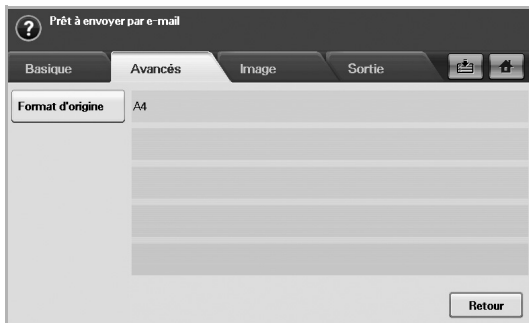 Prêt à envoyer par e-mail
Basique Avancés Image Sortie
Format d'origine A4
Retour